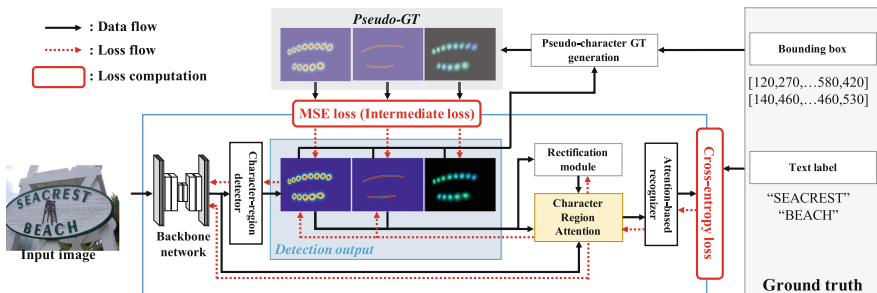 : Data flow
: Loss flow
: Loss computation
Pseudo-GT
Pseudo-character GT
generation
Bounding box
[120,270,…580,420]
[140,460,…460,530]
MSE loss (Intermediate loss)
SEACREST
BEACH
Input image
Backbone
network
Character-region
detector
Detection output
Rectification
module
Character
Region
Attention
Attention-based
recognizer
Cross-entropy loss
Text label
“SEACREST”
“BEACH”
Ground truth